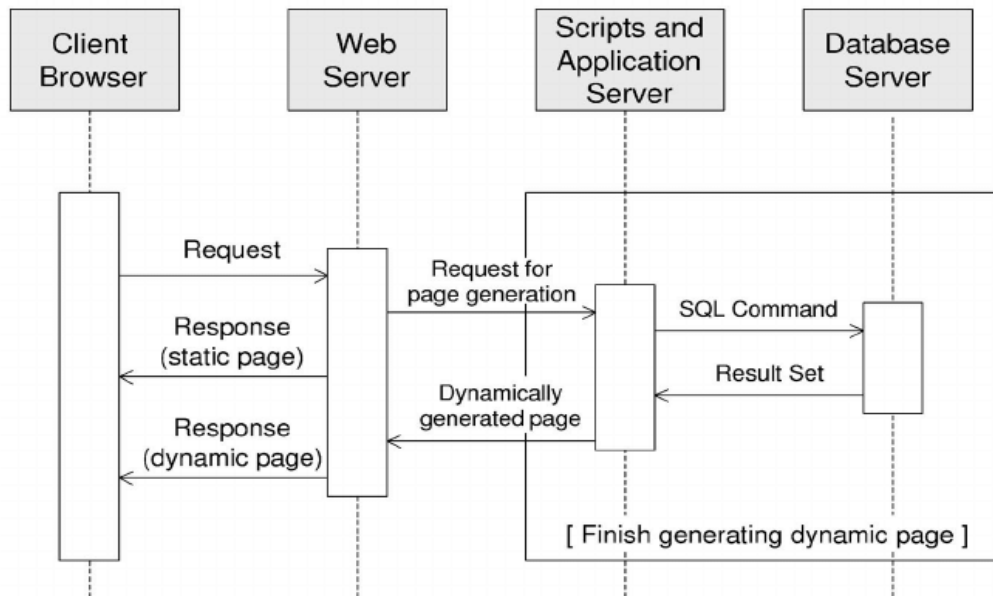 Client
Browser
Web
Server
Scripts and
Application
Server
Database
Server
Request
Request for
page generation
SQL Command
Response
(static page)
Result Set
Dynamically
generated page
Response
(dynamic page)
[ Finish generating dynamic page ]